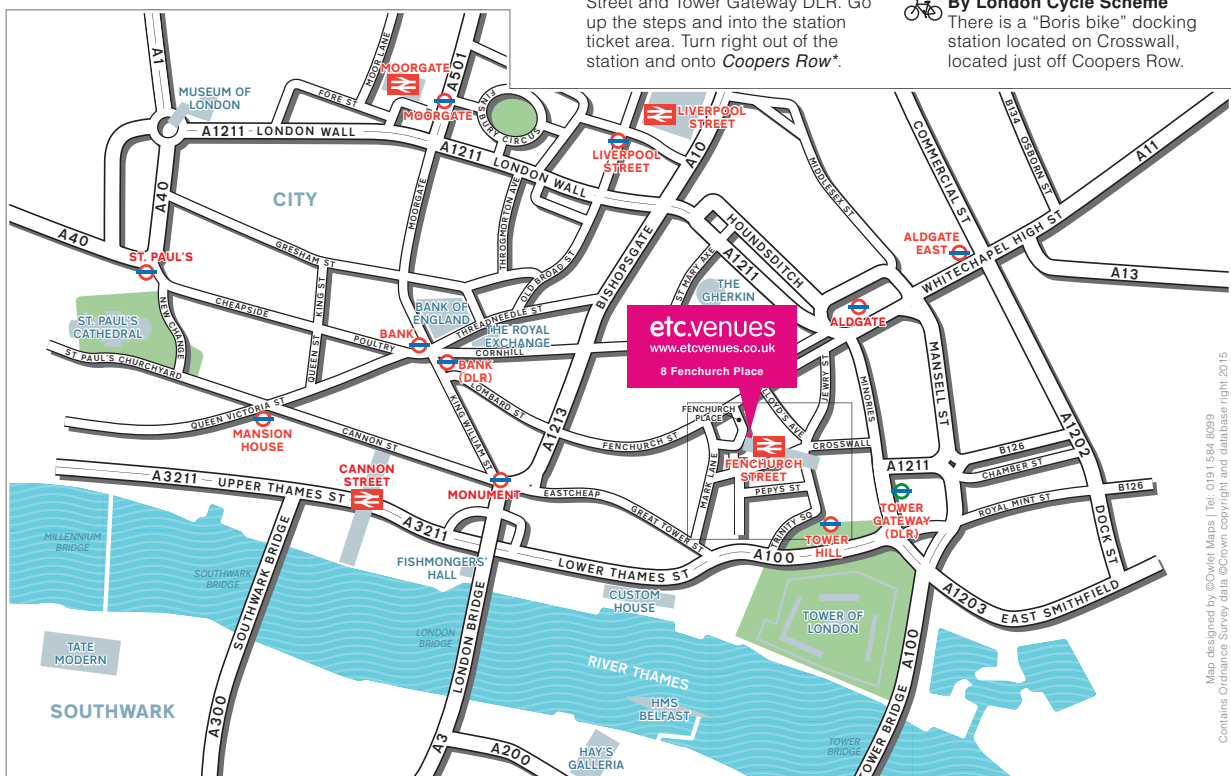 Street and Tower Gateway DLR. Go
up the steps and into the station
ticket area. Turn right out of the
station and onto Coopers Row*.
By London Cycle Scheme
There is a “Boris bike” docking
station located on Crosswall,
located just off Coopers Row.
A1
MOOR LANE
MOORGATE
A501
MUSEUM OF
LONDON
FORE ST
MOORGATE
FINSBURY CIRCUS
LIVERPOOL
STREET
A1211
LONDON WALL
A1211
LONDON WALL
LIVERPOOL
STREET
A10
MIDDLESEX ST
COMMERCIAL ST
B134
OSBORN ST
A11
A40
CITY
MOORGATE
THROGMORTON AVE
HOUNDSDITCH
A1211
A40
ST. PAUL'S
GRESHAM ST
OLD BROAD ST
BISHOPSGATE
ST MARY AXE
ALDGATE
EAST
WHITECHAPEL HIGH ST
A13
NEW CHANGE
CHEAPSIDE
KING ST
BANK OF
ENGLAND
THREADNEEDLE ST
THE
GHERKIN
ALDGATE
ST. PAUL'S
CATHEDRAL
POULTRY
BANK
THE ROYAL
EXCHANGE
CORNHILL
etc.venues
www.etcvenues.co.uk
8 Fenchurch Place
ST PAUL'S CHURCHYARD
QUEEN ST
BANK
(DLR)
LOMBARD ST
JEWRY ST
MINORIES
MANSELL ST
QUEEN VICTORIA ST
KING WILLIAM ST
A1213
FENCHURCH
PLACE
LLOYD'S AVE
MANSION
HOUSE
CANNON ST
FENCHURCH ST
CROSSWALL
B126
A1202
A3211
UPPER THAMES ST
CANNON
STREET
MONUMENT
EASTCHEAP
MARK LANE
FENCHURCH
STREET
A1211
CHAMBER ST
PEPYS ST
B126
ROYAL MINT ST
A3211
GREAT TOWER ST
TRINITY SQ
TOWER
HILL
TOWER
GATEWAY
(DLR)
DOCK ST
MILLENNIUM
BRIDGE
SOUTHWARK
BRIDGE
SOUTHWARK BRIDGE
FISHMONGERS'
HALL
LOWER THAMES ST
A100
CUSTOM
HOUSE
A1203
EAST SMITHFIELD
TOWER OF
LONDON
TATE
MODERN
LONDON
BRIDGE
LONDON BRIDGE
RIVER THAMES
A100
SOUTHWARK
A300
HMS
BELFAST
TOWER
BRIDGE
TOWER BRIDGE
A3
A200
HAY'S
GALLERIA
Map designed by ©Owlet Maps | Tel: 0191 584 8099
Contains Ordnance Survey data ©Crown copyright and database right 2015